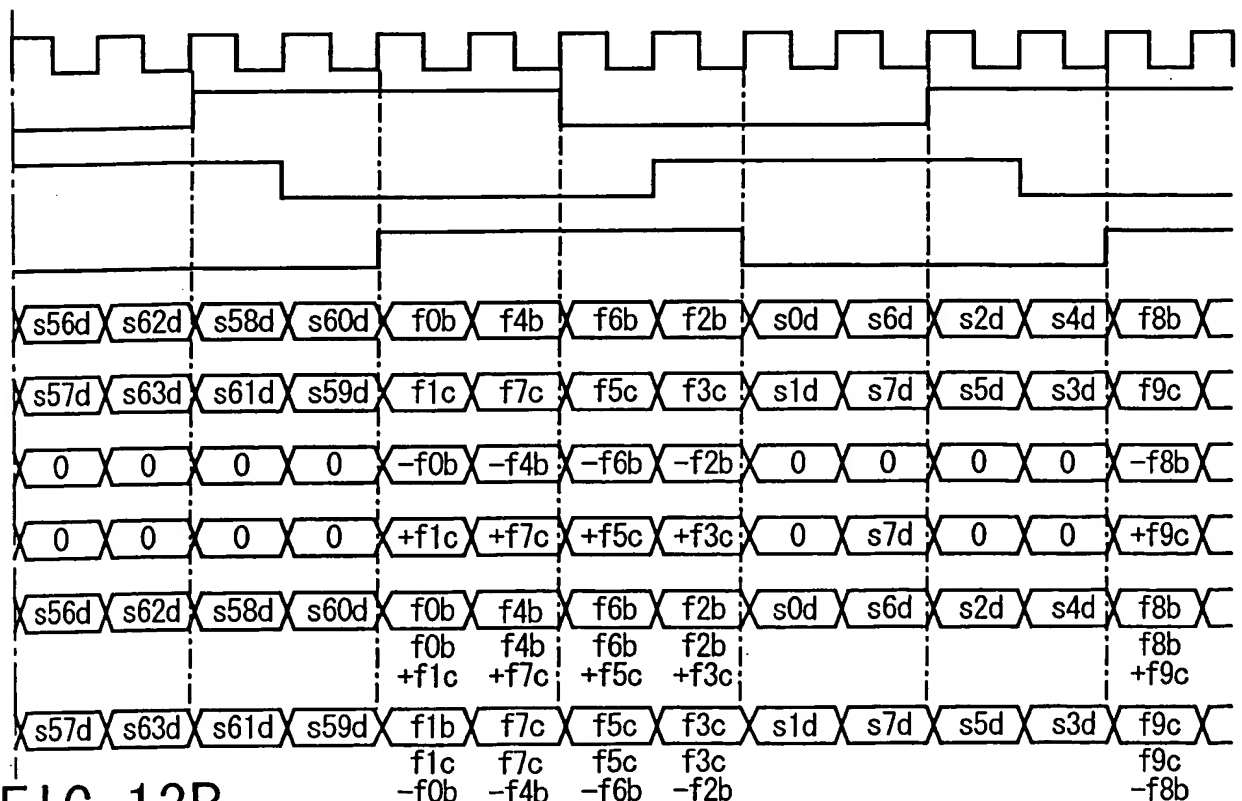 s56d s62d s58d s60d f0b f4b f6b f2b s0d s6d s2d s4d f8b
s57d s63d s61d s59d f1c f7c f5c f3c s1d s7d s5d s3d f9c
0 0 0 0 −f0b −f4b −f6b −f2b 0 0 0 0 −f8b
0 0 0 0 +f1c +f7c +f5c +f3c 0 s7d 0 0 +f9c
s56d s62d s58d s60d f0b f4b f6b f2b s0d s6d s2d s4d f8b
f0b f4b f6b f2b f8b
+f1c +f7c +f5c +f3c +f9c
s57d s63d s61d s59d f1b f7c f5c f3c s1d s7d s5d s3d f9c
f1c f7c f5c f3c f9c
−f0b −f4b −f6b −f2b −f8b
FIG 12B